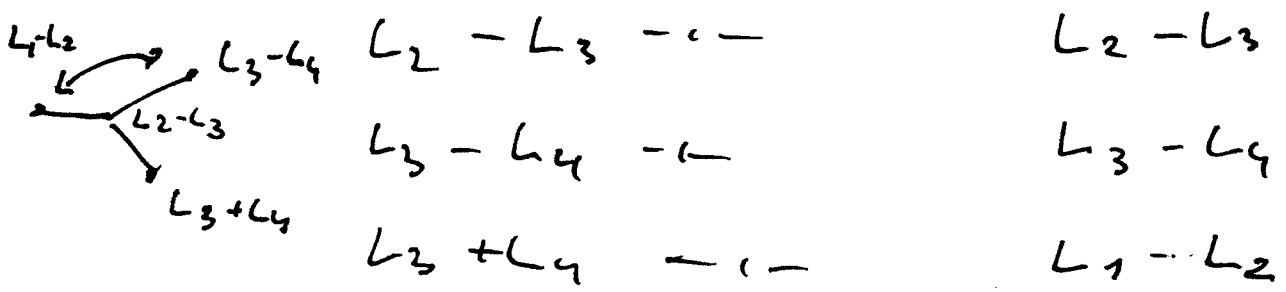 L₁-L₂
L₃-L₄
L₂-L₃
L₃+L₄
L₂ - L₃ L₂ - L₃
L₃ - L₄ L₃ - L₄
L₃ + L₄ L₁ - L₂